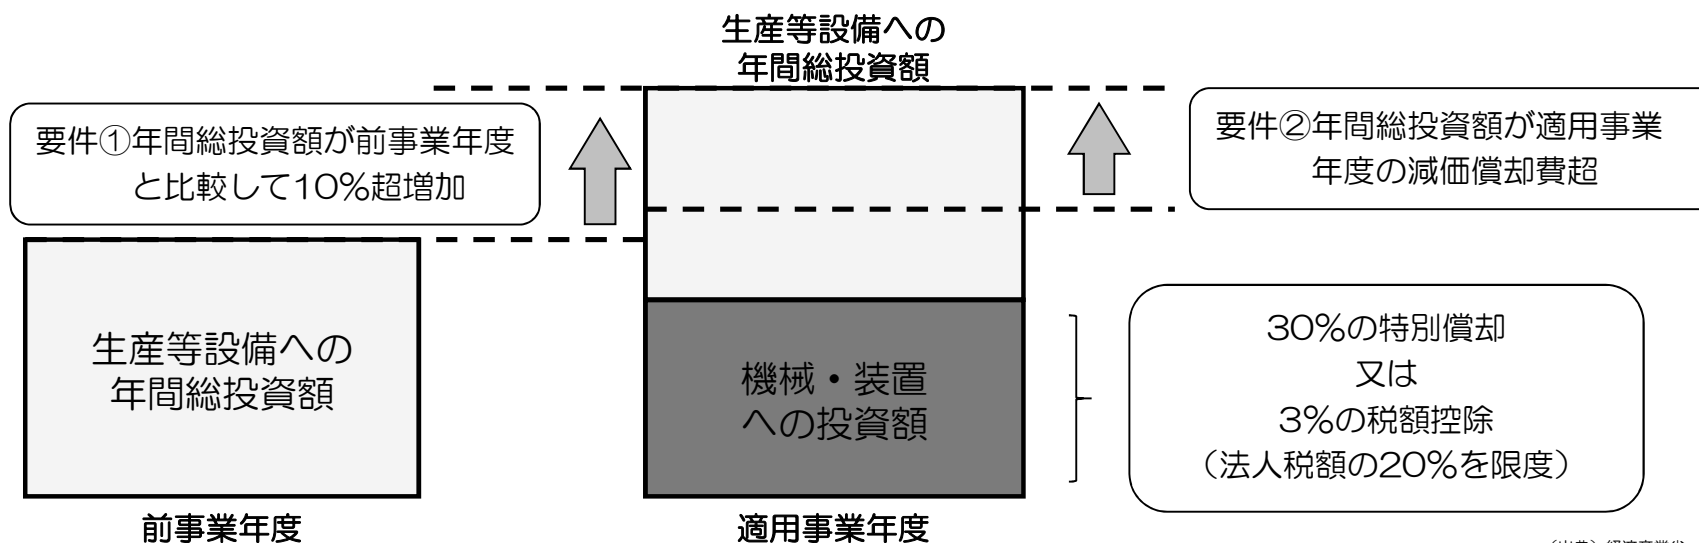 生産等設備への
年間総投資額
要件①年間総投資額が前事業年度
と比較して10%超増加
要件②年間総投資額が適用事業
年度の減価償却費超
生産等設備への
年間総投資額
機械・装置
への投資額
30%の特別償却
又は
3%の税額控除
（法人税額の20%を限度）
前事業年度
適用事業年度